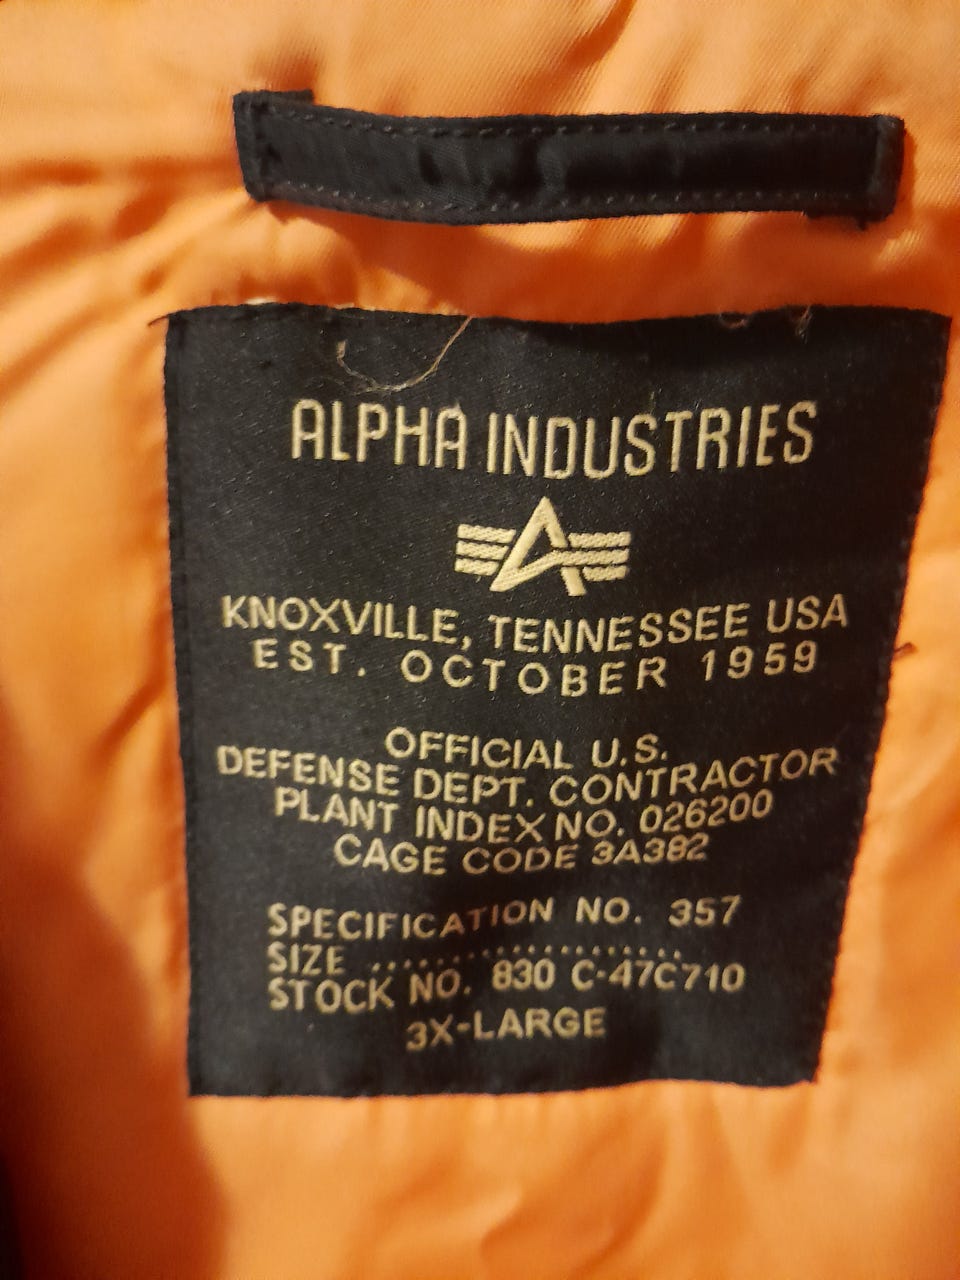 ALPHA INDUSTRIES
KNOXVILLE, TENNESSEE USA
EST. OCTOBER 1959
OFFICIAL U.S.
DEFENSE DEPT. CONTRACTOR
PLANT INDEX NO. 026200
CAGE CODE 3A382
SPECIFICATION NO. 357
SIZE ......................
STOCK NO. 830 C-47C710
3X-LARGE